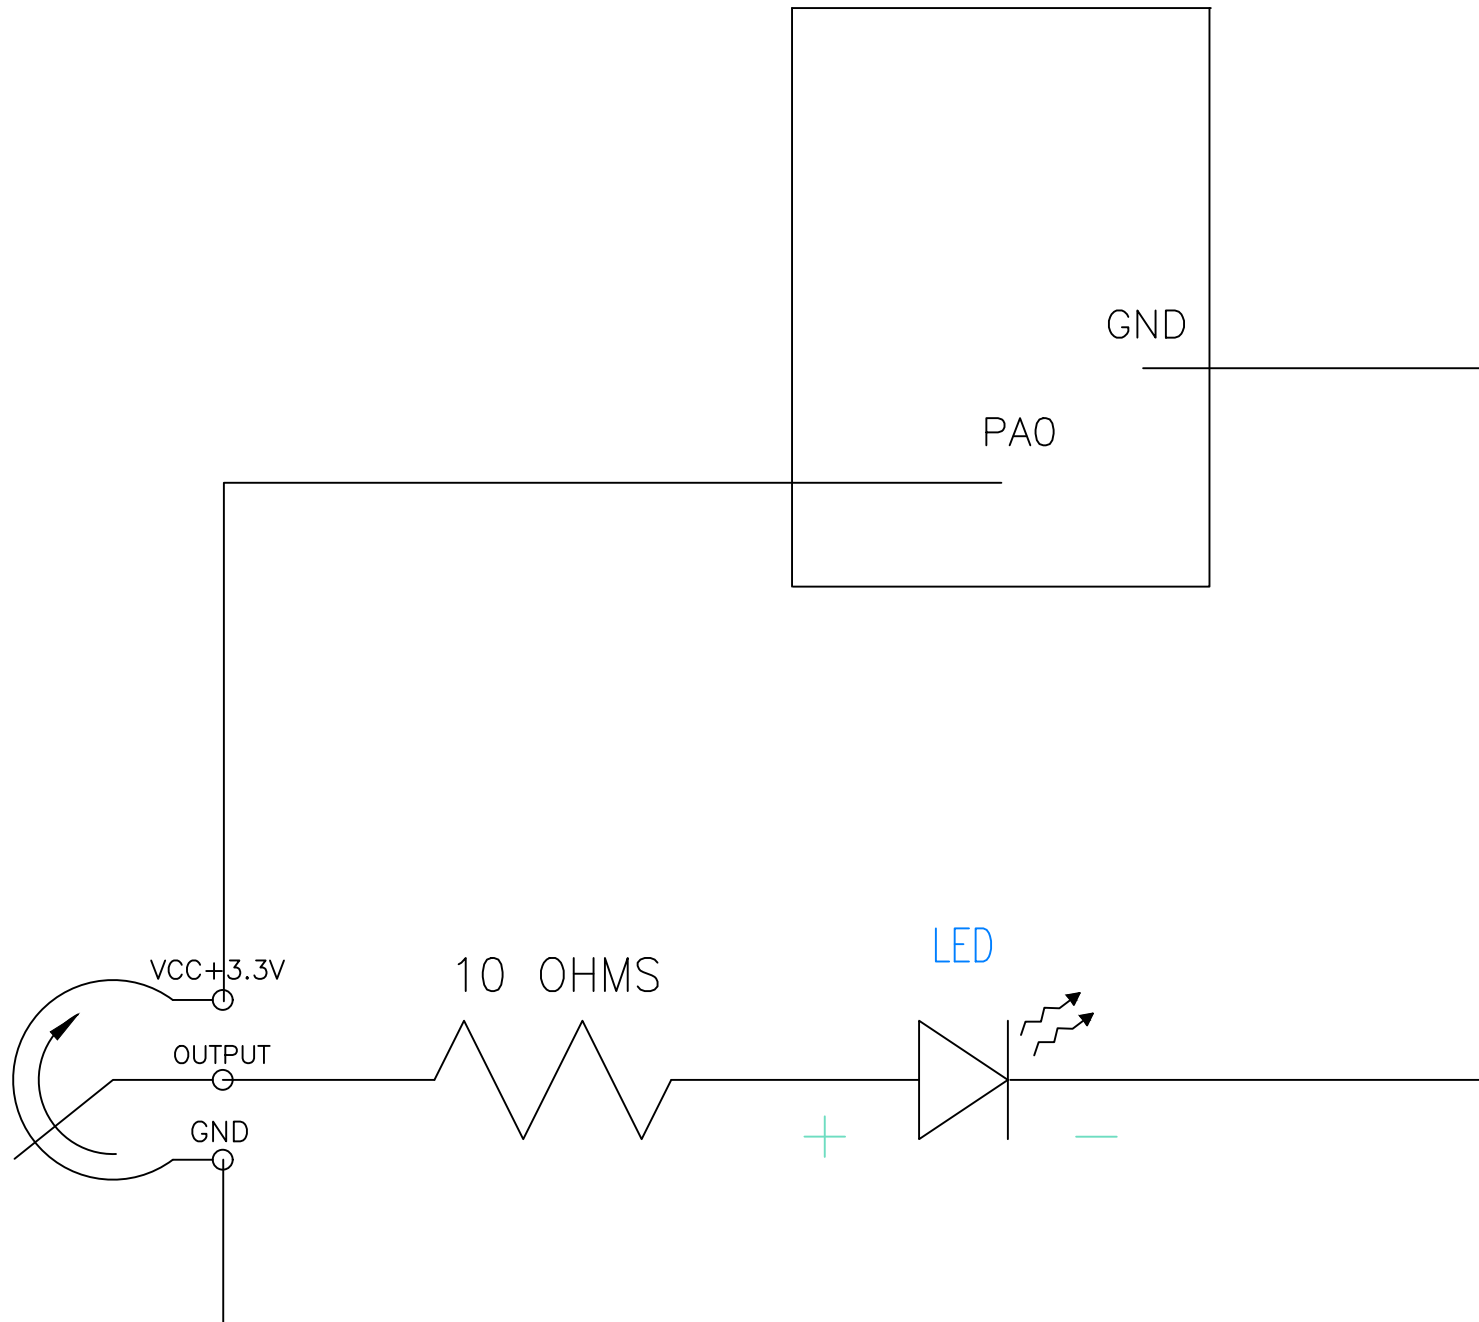 GND
PA0
LED
VCC+3.3V
10 OHMS
OUTPUT
GND
+ −